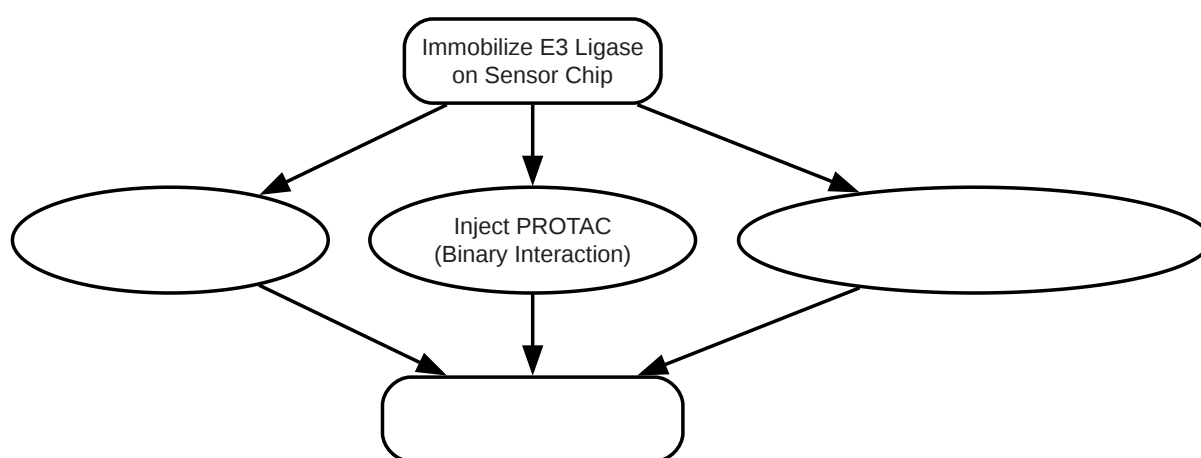 Immobilize E3 Ligase
on Sensor Chip
Inject PROTAC
(Binary Interaction)